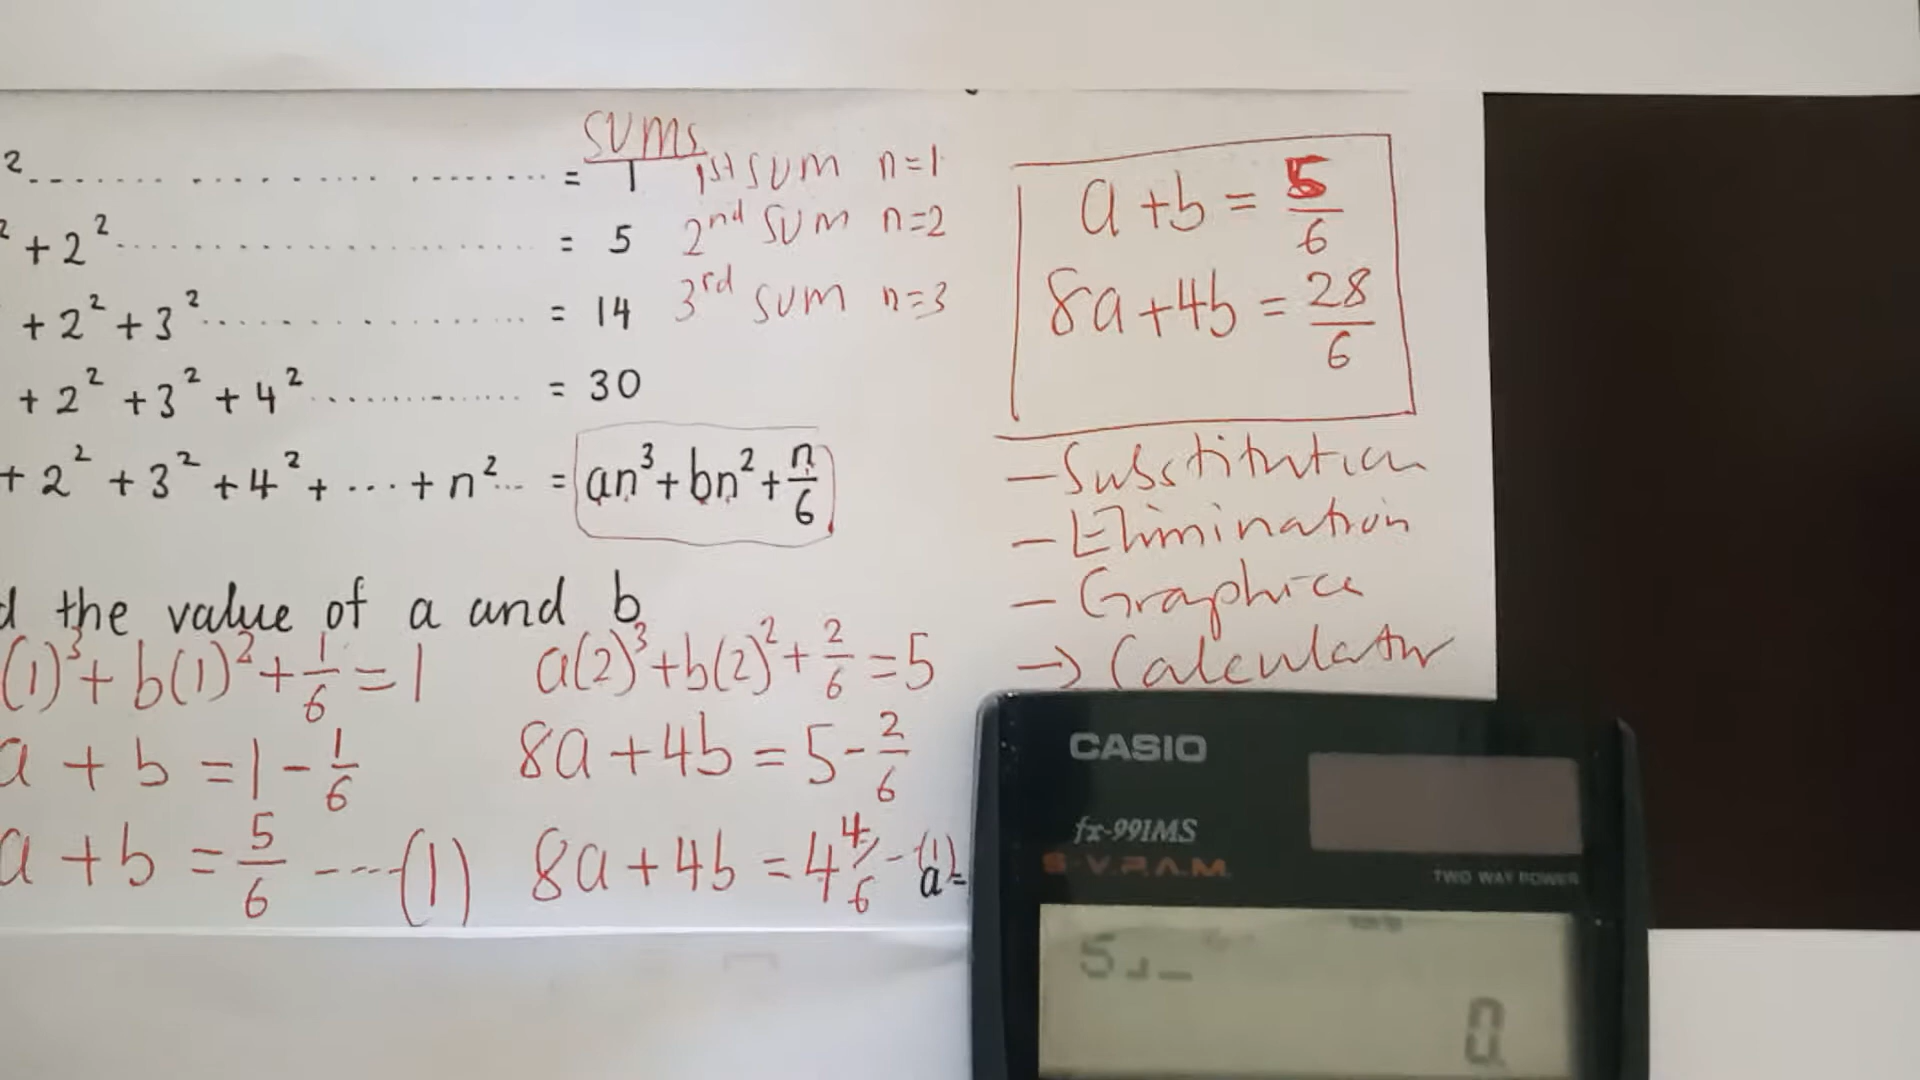 SUMS
² ........................ = 1 1st SUM n=1
² + 2² ........................ = 5 2nd SUM n=2
+ 2² + 3² ........................ = 14 3rd SUM n=3
+ 2² + 3² + 4² ........................ = 30
+ 2² + 3² + 4² + ... + n² ... = an³ + bn² + n/6
d the value of a and b
(1)³ + b(1)² + 1/6 = 1
a + b = 1 - 1/6
a + b = 5/6 ---(1)
a(2)³ + b(2)² + 2/6 = 5
8a + 4b = 5 - 2/6
8a + 4b = 4 4/6 -
a =
a + b = 5/6
8a + 4b = 28/6
- Substitution
- Elimination
- Graphica
→ Calculator
CASIO
fx-991MS
S-V.P.A.M.
TWO WAY POWER
5⌟_
0.